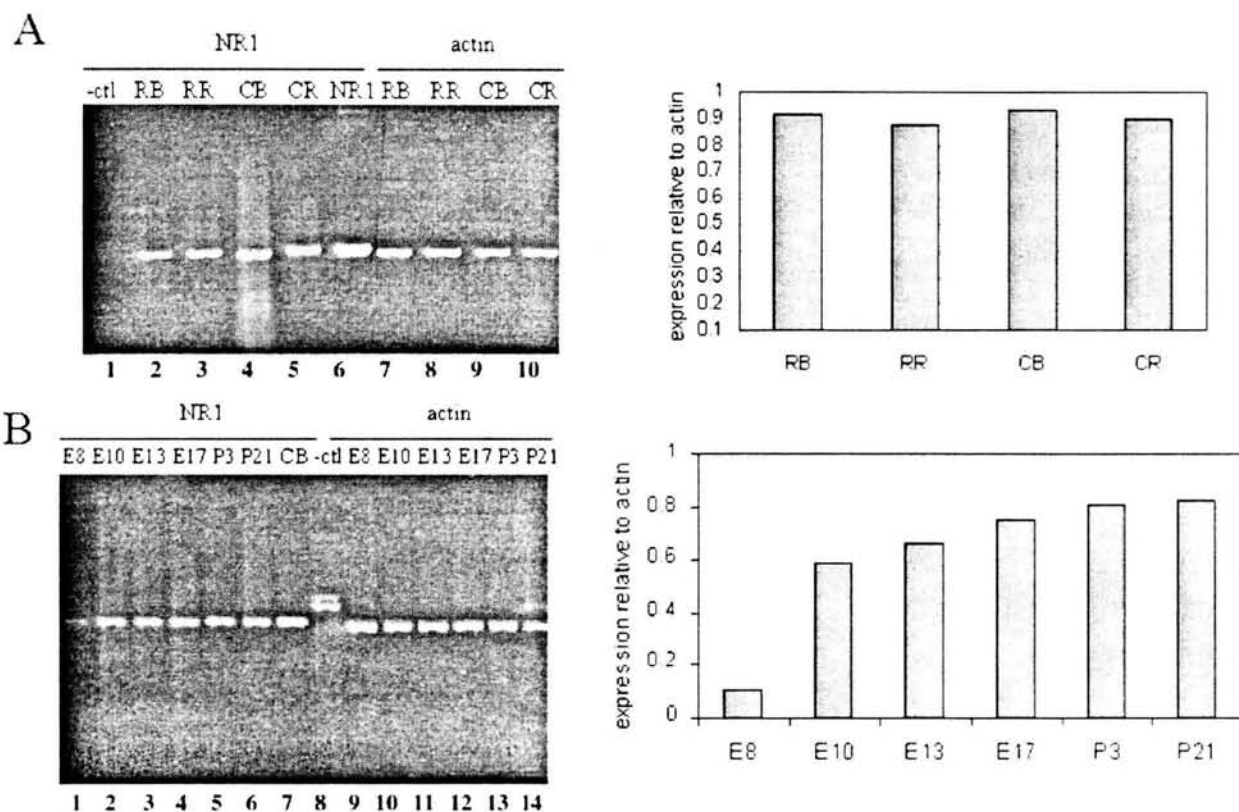 A
NR1 actin
-ctl RB RR CB CR NR1 RB RR CB CR
1 2 3 4 5 6 7 8 9 10
expression relative to actin
1
0.9
0.8
0.7
0.6
0.5
0.4
0.3
0.2
0.1
RB RR CB CR
B
NR1 actin
E8 E10 E13 E17 P3 P21 CB -ctl E8 E10 E13 E17 P3 P21
1 2 3 4 5 6 7 8 9 10 11 12 13 14
expression relative to actin
1
0.8
0.6
0.4
0.2
0
E8 E10 E13 E17 P3 P21